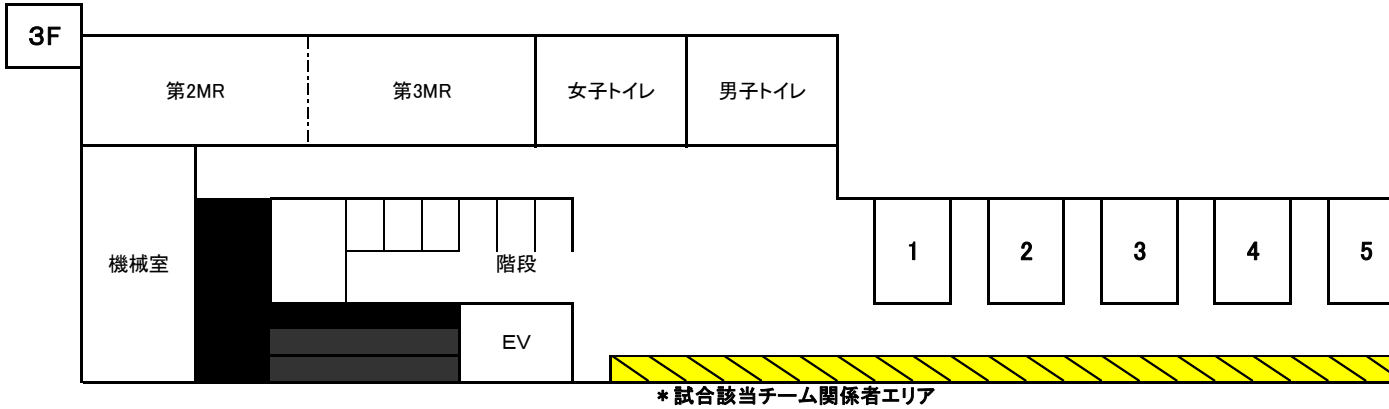 3F
第2MR
第3MR
女子トイレ
男子トイレ
機械室
階段
1
2
3
4
5
EV
*試合該当チーム関係者エリア